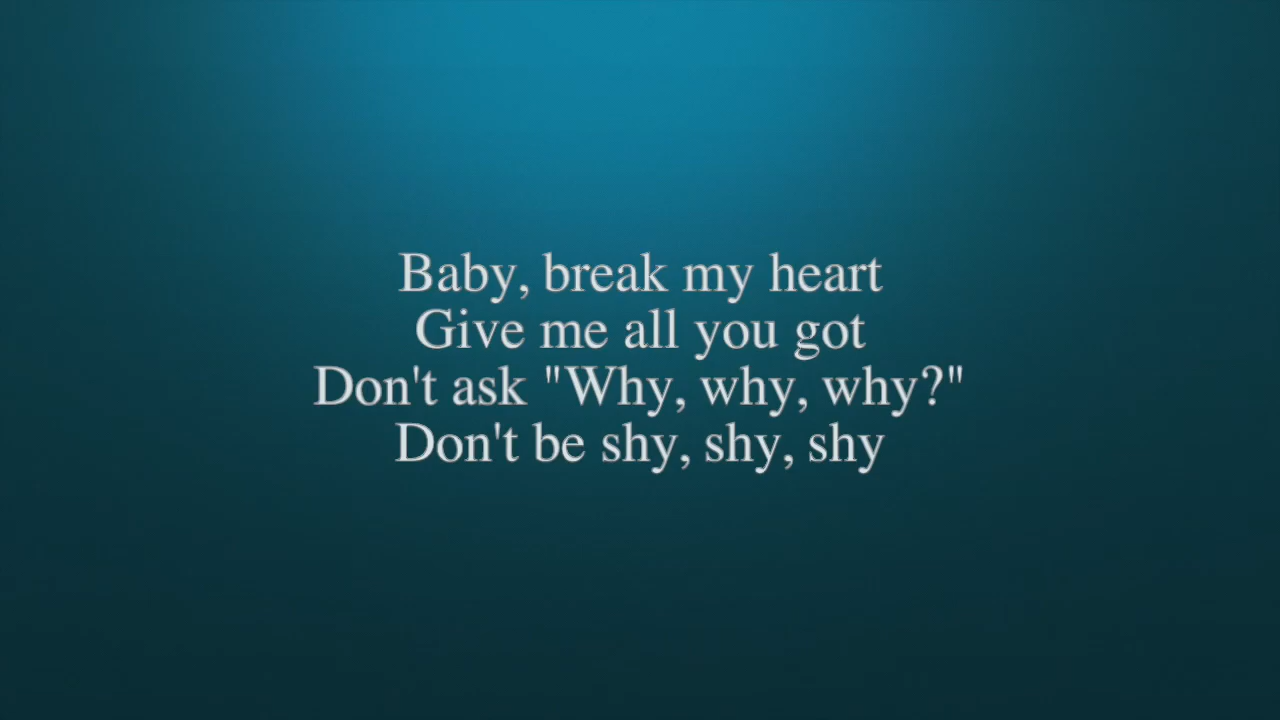 Baby, break my heart
Give me all you got
Don't ask "Why, why, why?"
Don't be shy, shy, shy